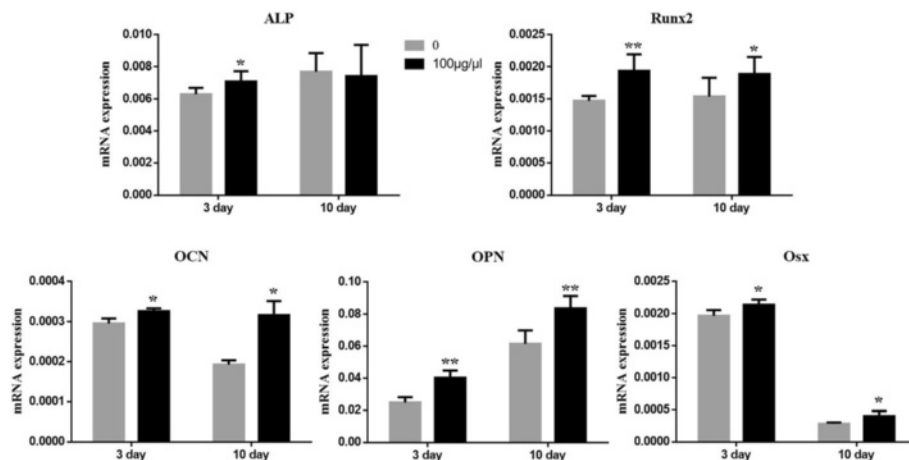 ALP
mRNA expression
0.010
0.008
0.006
0.004
0.002
0.000
*
3 day
10 day
0
100µg/µl
Runx2
mRNA expression
0.0025
0.0020
0.0015
0.0010
0.0005
0.0000
**
*
3 day
10 day
OCN
mRNA expression
0.0004
0.0003
0.0002
0.0001
0.0000
*
*
3 day
10 day
OPN
mRNA expression
0.10
0.08
0.06
0.04
0.02
0.00
**
**
3 day
10 day
Osx
mRNA expression
0.0025
0.0020
0.0015
0.0010
0.0005
0.0000
*
*
3 day
10 day